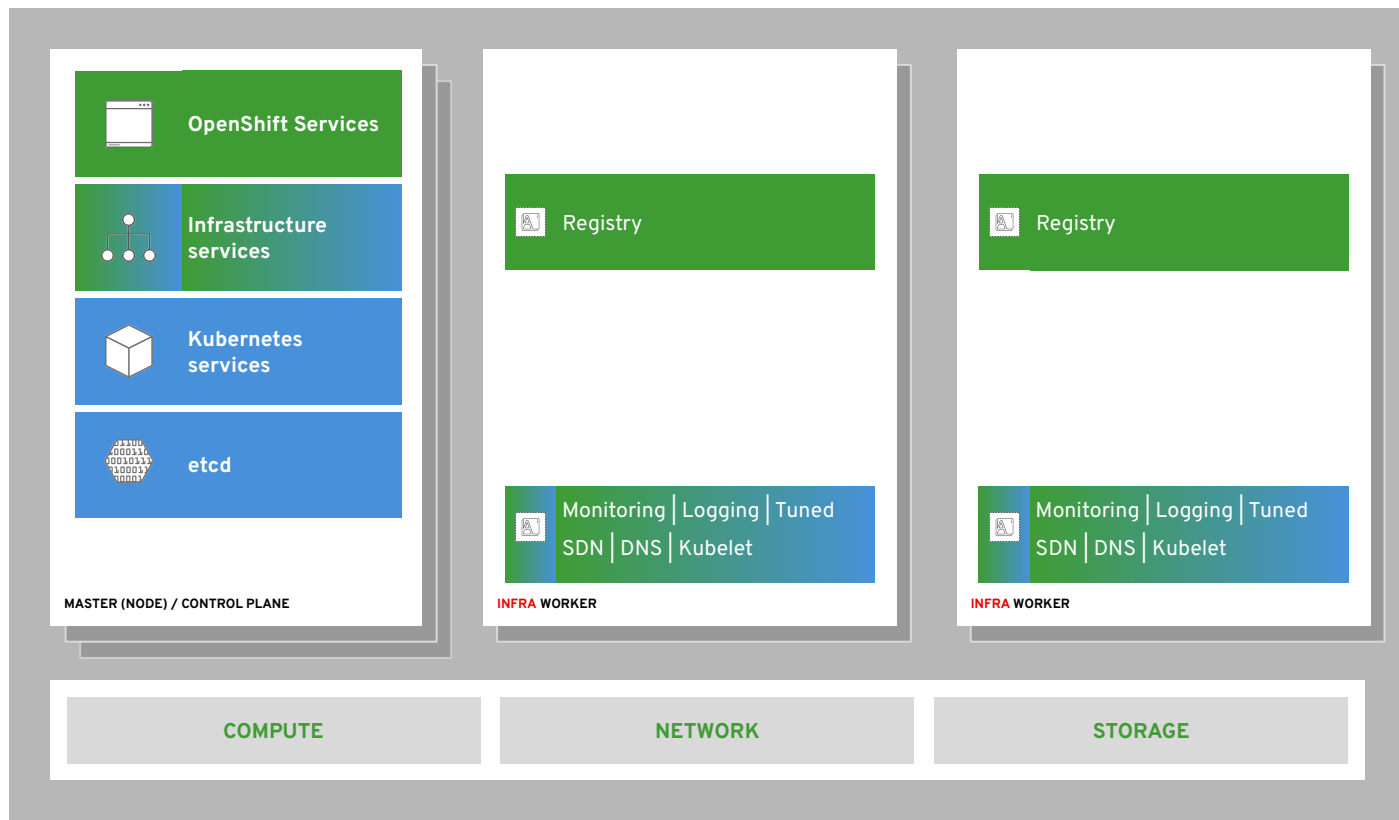 OpenShift Services
Infrastructure
services
Kubernetes
services
etcd
MASTER (NODE) / CONTROL PLANE
Registry
Monitoring | Logging | Tuned
SDN | DNS | Kubelet
INFRA WORKER
Registry
Monitoring | Logging | Tuned
SDN | DNS | Kubelet
INFRA WORKER
COMPUTE
NETWORK
STORAGE